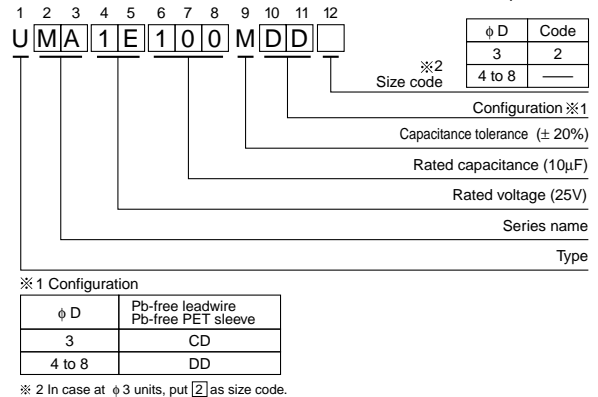 1 2 3 4 5 6 7 8 9 10 11 12
U M A 1 E 1 0 0 M D D
φ D Code
3 2
4 to 8 ——
※2
Size code
Configuration ※1
Capacitance tolerance (± 20%)
Rated capacitance (10μF)
Rated voltage (25V)
Series name
Type
※1 Configuration
φ D Pb-free leadwire
Pb-free PET sleeve
3 CD
4 to 8 DD
※ 2 In case at φ 3 units, put 2 as size code.